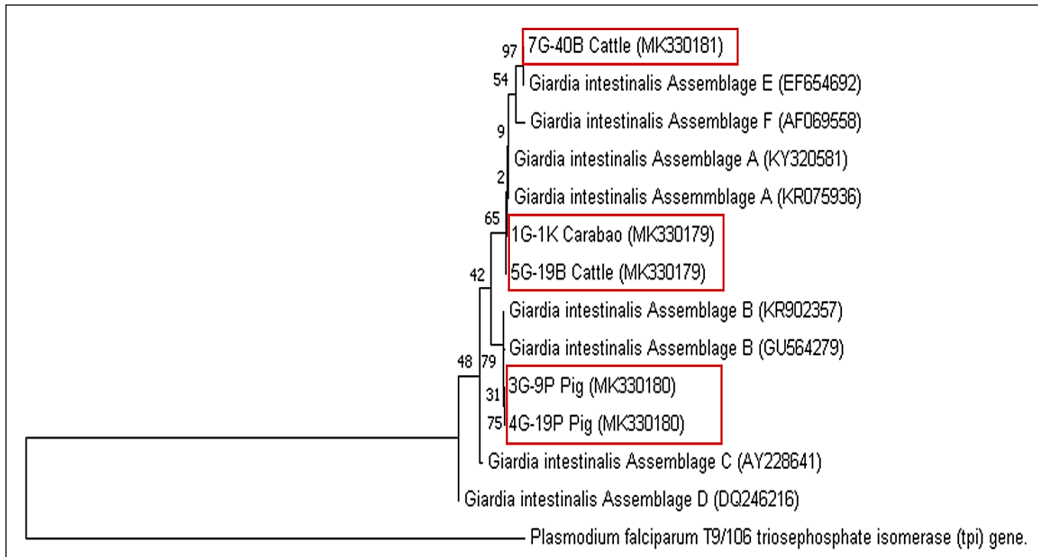 97
7G-40B Cattle (MK330181)
54
Giardia intestinalis Assemblage E (EF654692)
Giardia intestinalis Assemblage F (AF069558)
9
Giardia intestinalis Assemblage A (KY320581)
2
Giardia intestinalis Assemmblage A (KR075936)
65
1G-1K Carabao (MK330179)
5G-19B Cattle (MK330179)
42
Giardia intestinalis Assemblage B (KR902357)
Giardia intestinalis Assemblage B (GU564279)
48 79
3G-9P Pig (MK330180)
31
75 4G-19P Pig (MK330180)
Giardia intestinalis Assemblage C (AY228641)
Giardia intestinalis Assemblage D (DQ246216)
Plasmodium falciparum T9/106 triosephosphate isomerase (tpi) gene.